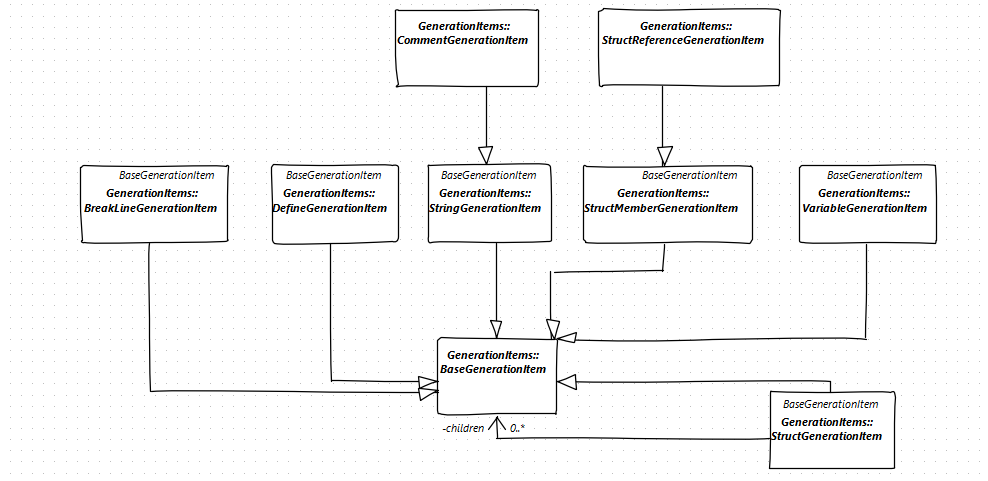 GenerationItems::
CommentGenerationItem
GenerationItems::
StructReferenceGenerationItem
BaseGenerationItem
GenerationItems::
BreakLineGenerationItem
BaseGenerationItem
GenerationItems::
DefineGenerationItem
BaseGenerationItem
GenerationItems::
StringGenerationItem
BaseGenerationItem
GenerationItems::
StructMemberGenerationItem
BaseGenerationItem
GenerationItems::
VariableGenerationItem
GenerationItems::
BaseGenerationItem
BaseGenerationItem
GenerationItems::
StructGenerationItem
-children
0..*